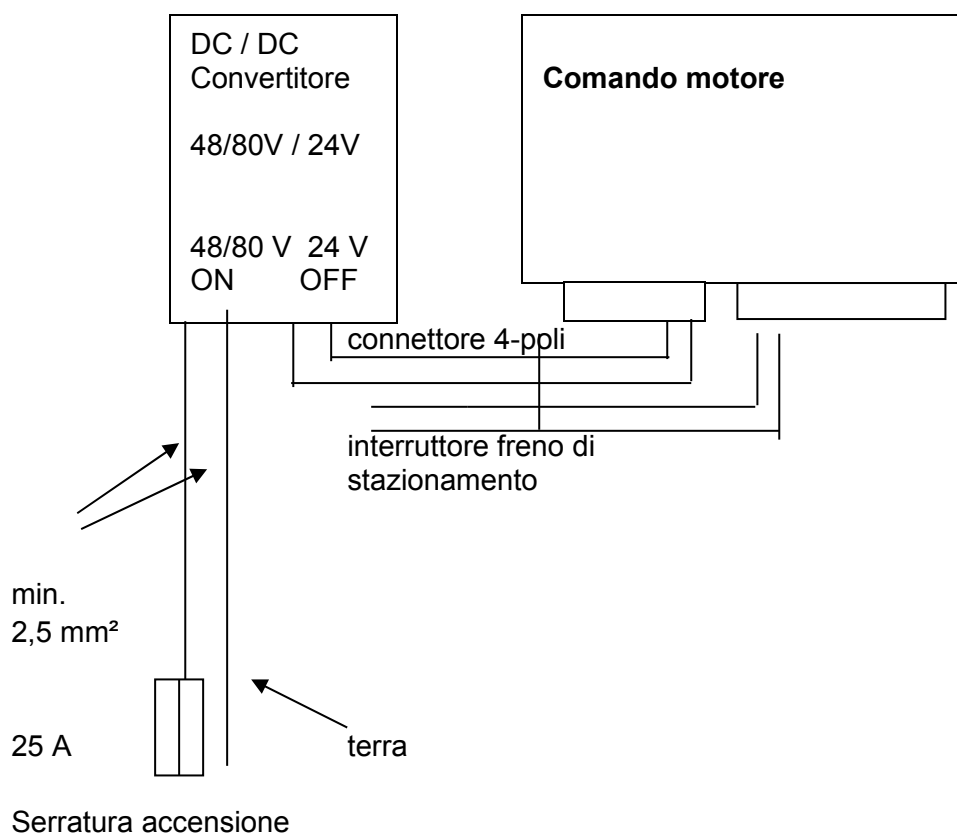 DC / DC
Convertitore
48/80V / 24V
48/80 V 24 V
ON OFF
Comando motore
connettore 4-poli
interruttore freno di
stazionamento
min.
2,5 mm²
25 A
terra
Serratura accensione